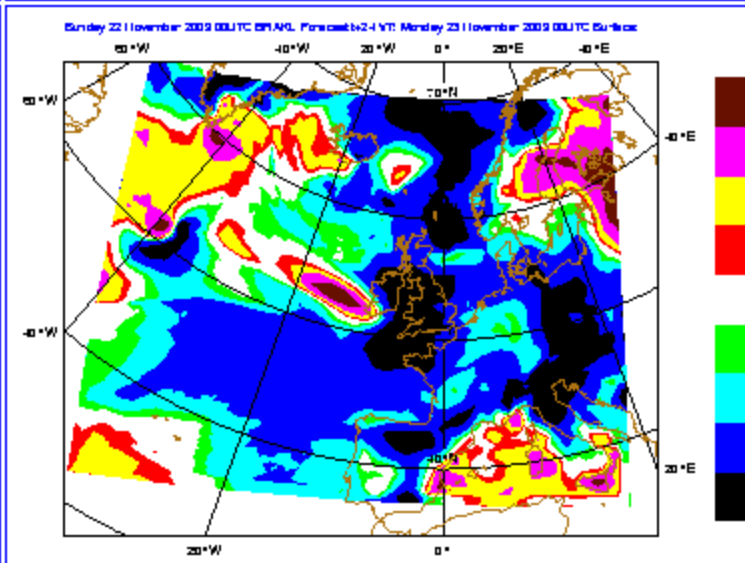 Sunday 22 November 2009 00UTC Forecast t+24 VT: Monday 23 November 2009 00UTC Surface
60°W 40°W 20°W 0° 20°E 40°E
60°W
70°N
40°E
40°W
40°N
20°E
20°W 0°